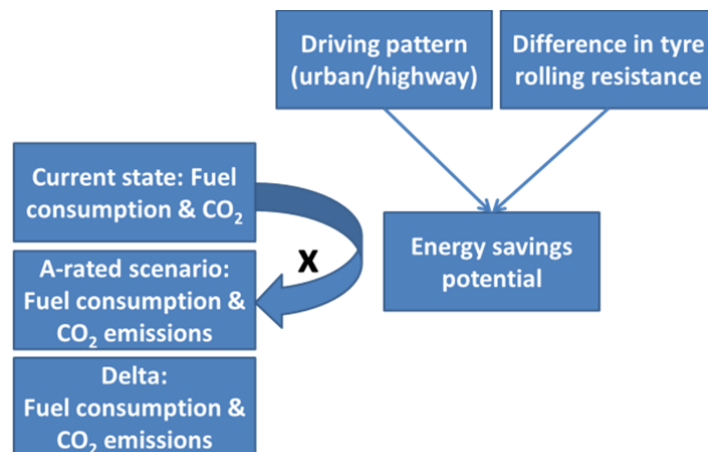 Driving pattern
(urban/highway)
Difference in tyre
rolling resistance
Current state: Fuel
consumption & CO₂
X
Energy savings
potential
A-rated scenario:
Fuel consumption &
CO₂ emissions
Delta:
Fuel consumption &
CO₂ emissions